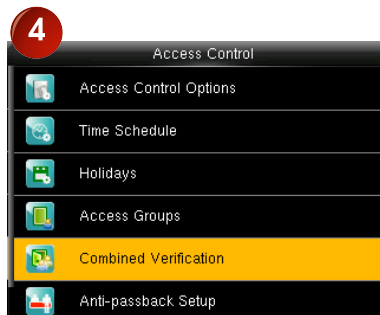 4
Access Control
Access Control Options
Time Schedule
Holidays
Access Groups
Combined Verification
Anti-passback Setup